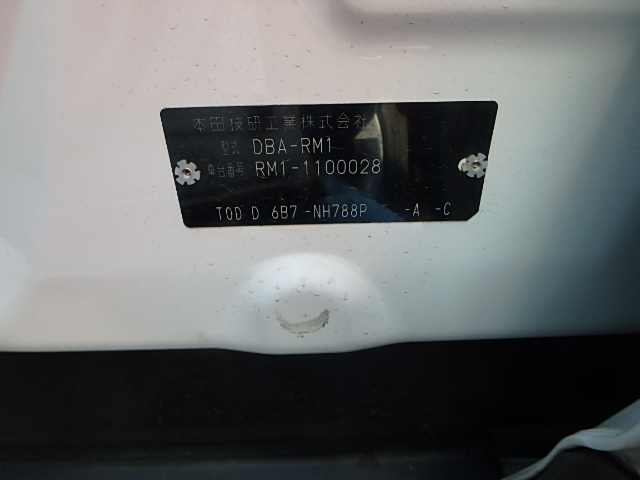 本田技研工業株式会社
型式 DBA-RM1
車台番号 RM1-1100028
TOD D 6B7 -NH788P -A -C